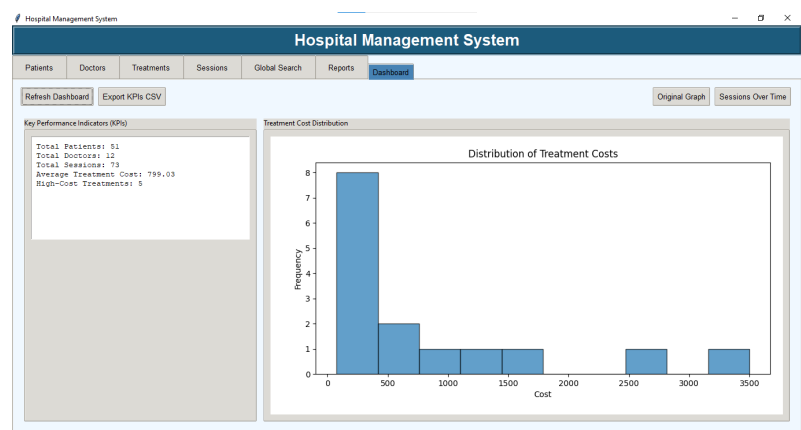 Hospital Management System
Hospital Management System
Patients Doctors Treatments Sessions Global Search Reports Dashboard
Refresh Dashboard Export KPIs CSV Original Graph Sessions Over Time
Key Performance Indicators (KPIs)
Total Patients: 51
Total Doctors: 12
Total Sessions: 73
Average Treatment Cost: 799.03
High-Cost Treatments: 5
Treatment Cost Distribution
Distribution of Treatment Costs
8
7
6
5
4
3
2
1
0
Frequency
0 500 1000 1500 2000 2500 3000 3500
Cost